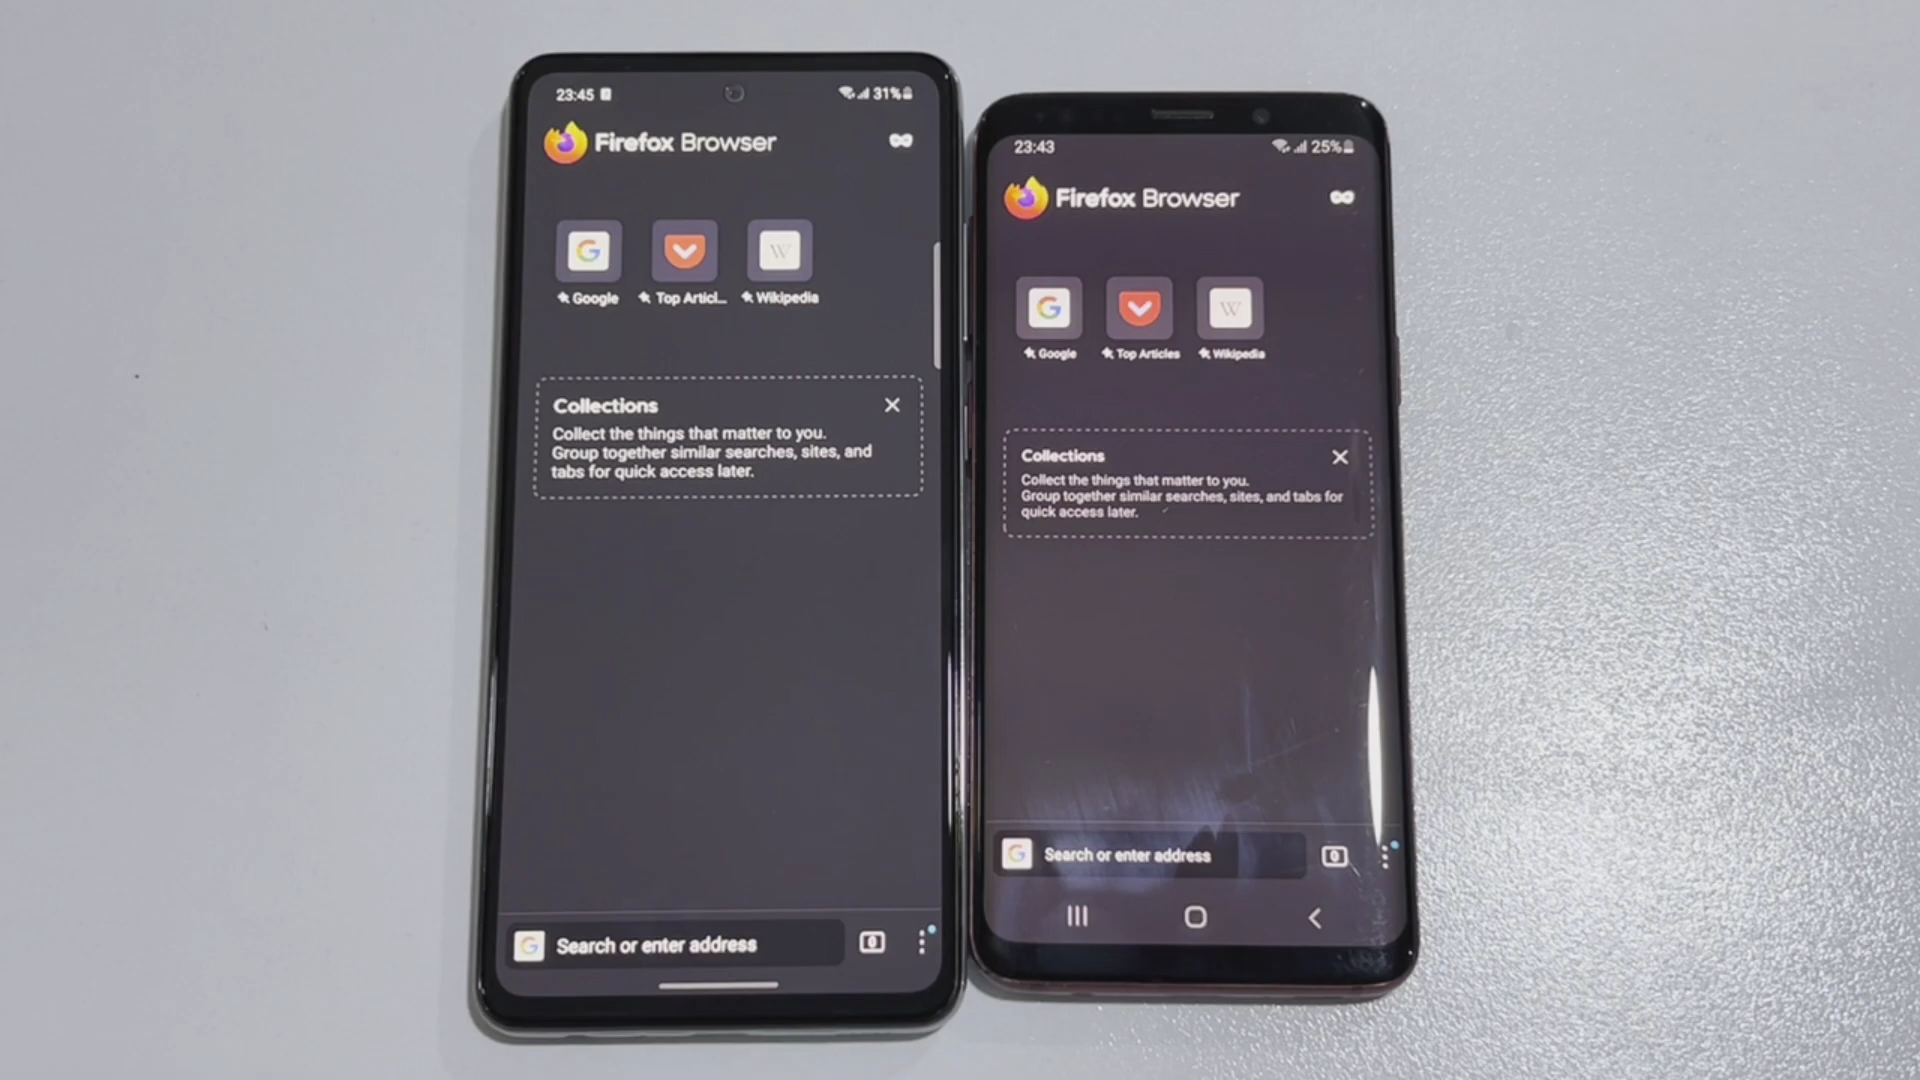 23:45
31%
Firefox Browser
Google
Top Articl...
Wikipedia
Collections
Collect the things that matter to you.
Group together similar searches, sites, and
tabs for quick access later.
Search or enter address
0
23:43
25%
Firefox Browser
Google
Top Articles
Wikipedia
Collections
Collect the things that matter to you.
Group together similar searches, sites, and tabs for
quick access later.
Search or enter address
0